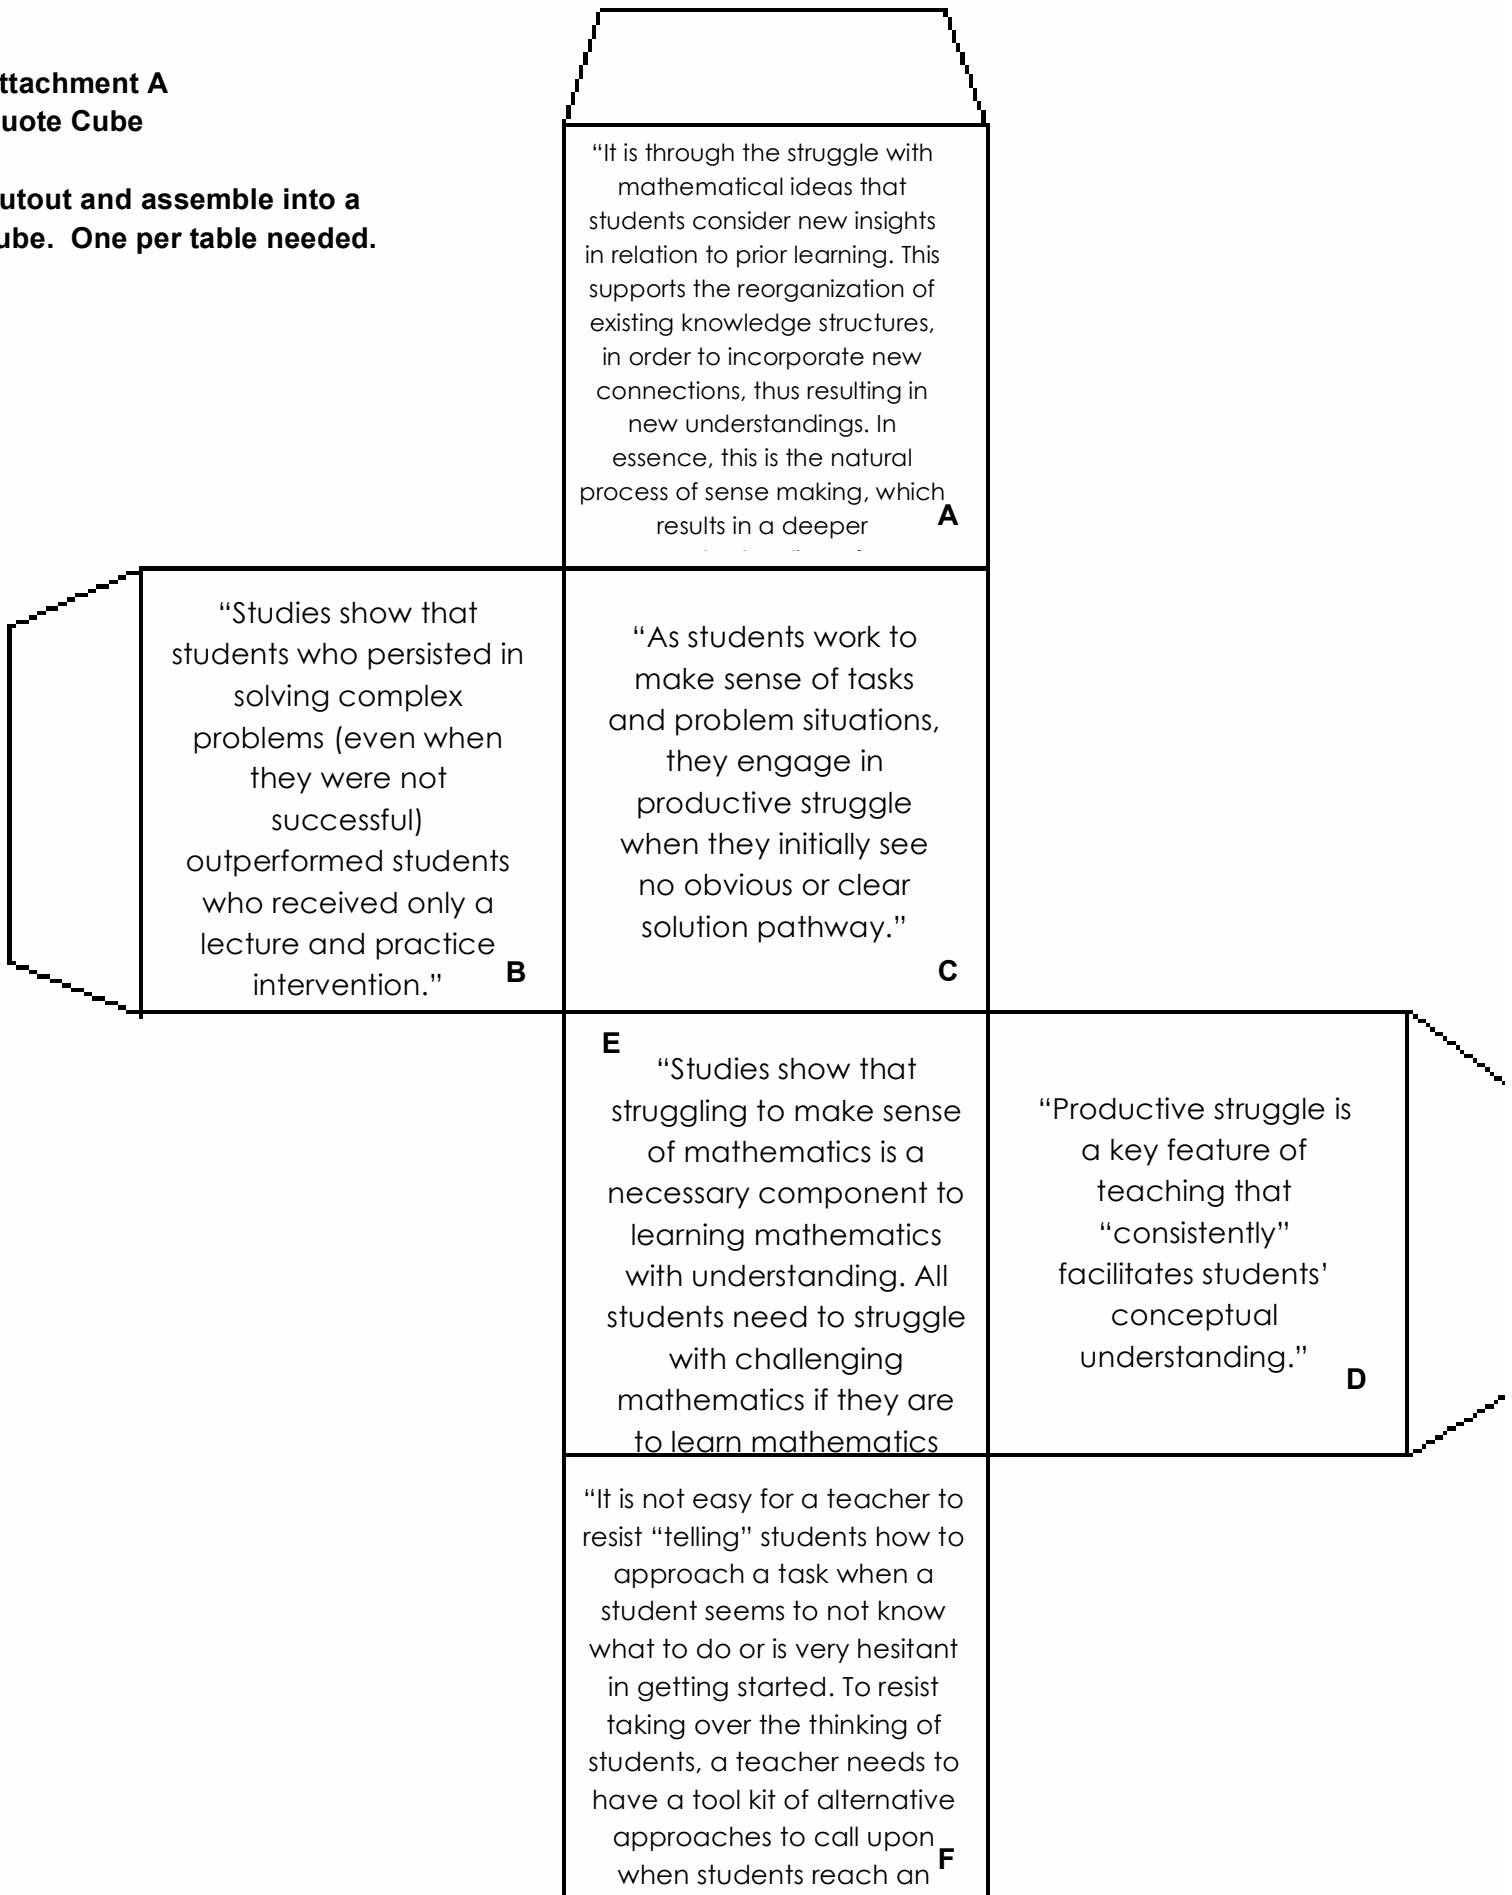 ttachment A
uote Cube
utout and assemble into a
ube.  One per table needed.
“It is through the struggle with
mathematical ideas that
students consider new insights
in relation to prior learning. This
supports the reorganization of
existing knowledge structures,
in order to incorporate new
connections, thus resulting in
new understandings. In
essence, this is the natural
process of sense making, which
results in a deeper
A
“Studies show that
students who persisted in
solving complex
problems (even when
they were not
successful)
outperformed students
who received only a
lecture and practice
intervention.”
B
“As students work to
make sense of tasks
and problem situations,
they engage in
productive struggle
when they initially see
no obvious or clear
solution pathway.”
C
E
“Studies show that
struggling to make sense
of mathematics is a
necessary component to
learning mathematics
with understanding. All
students need to struggle
with challenging
mathematics if they are
to learn mathematics
“Productive struggle is
a key feature of
teaching that
“consistently”
facilitates students’
conceptual
understanding.”
D
“It is not easy for a teacher to
resist “telling” students how to
approach a task when a
student seems to not know
what to do or is very hesitant
in getting started. To resist
taking over the thinking of
students, a teacher needs to
have a tool kit of alternative
approaches to call upon
when students reach an
F